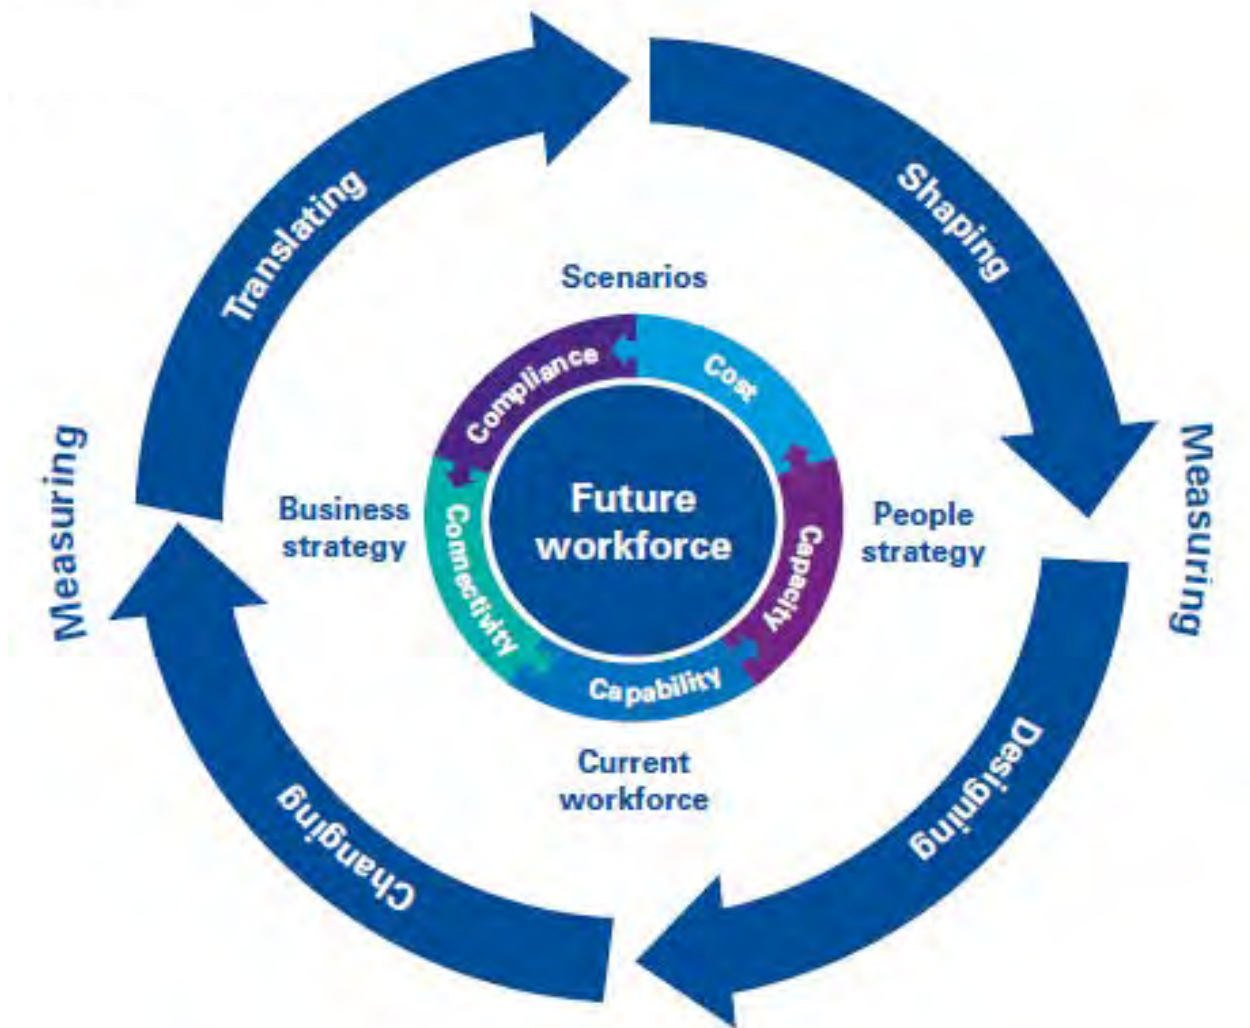 Translating
Shaping
Scenarios
Compliance
Cost
Measuring
Business
strategy
Connectivity
Future
workforce
Capacity
People
strategy
Measuring
Capability
Current
workforce
Changing
Designing